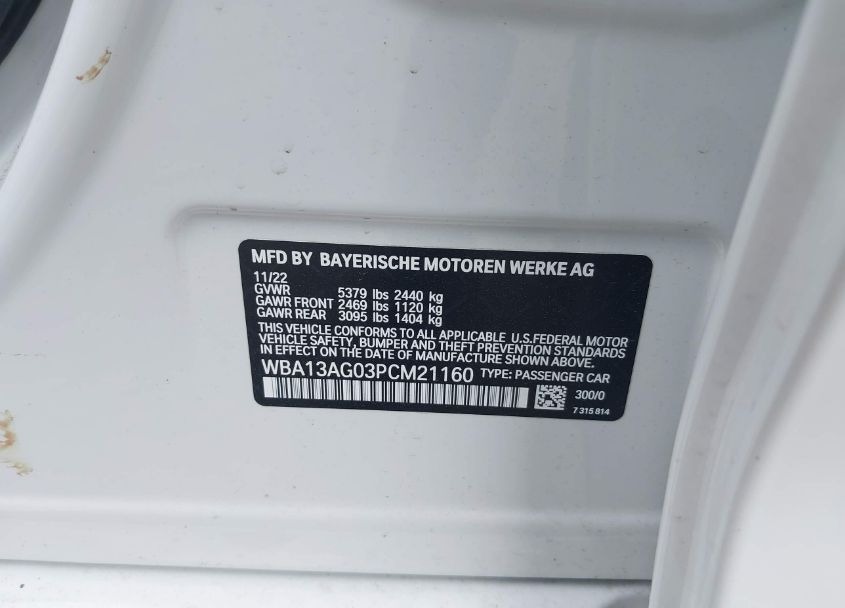 MFD BY BAYERISCHE MOTOREN WERKE AG
11/22
GVWR 5379 lbs 2440 kg
GAWR FRONT 2469 lbs 1120 kg
GAWR REAR 3095 lbs 1404 kg
THIS VEHICLE CONFORMS TO ALL APPLICABLE U.S.FEDERAL MOTOR
VEHICLE SAFETY, BUMPER AND THEFT PREVENTION STANDARDS
IN EFFECT ON THE DATE OF MANUFACTURE SHOWN ABOVE.
WBA13AG03PCM21160 TYPE: PASSENGER CAR
300/0
7 315 814